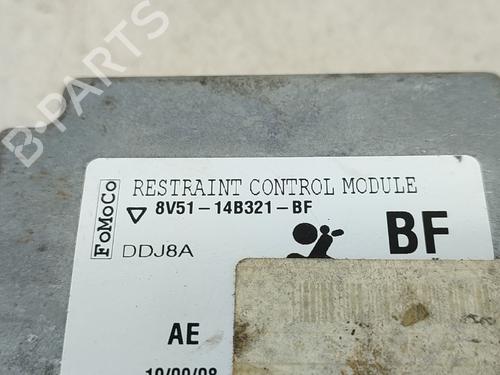 B-PARTS
FoMoCo
RESTRAINT CONTROL MODULE
8V51-14B321-BF
DDJ8A
BF
AE